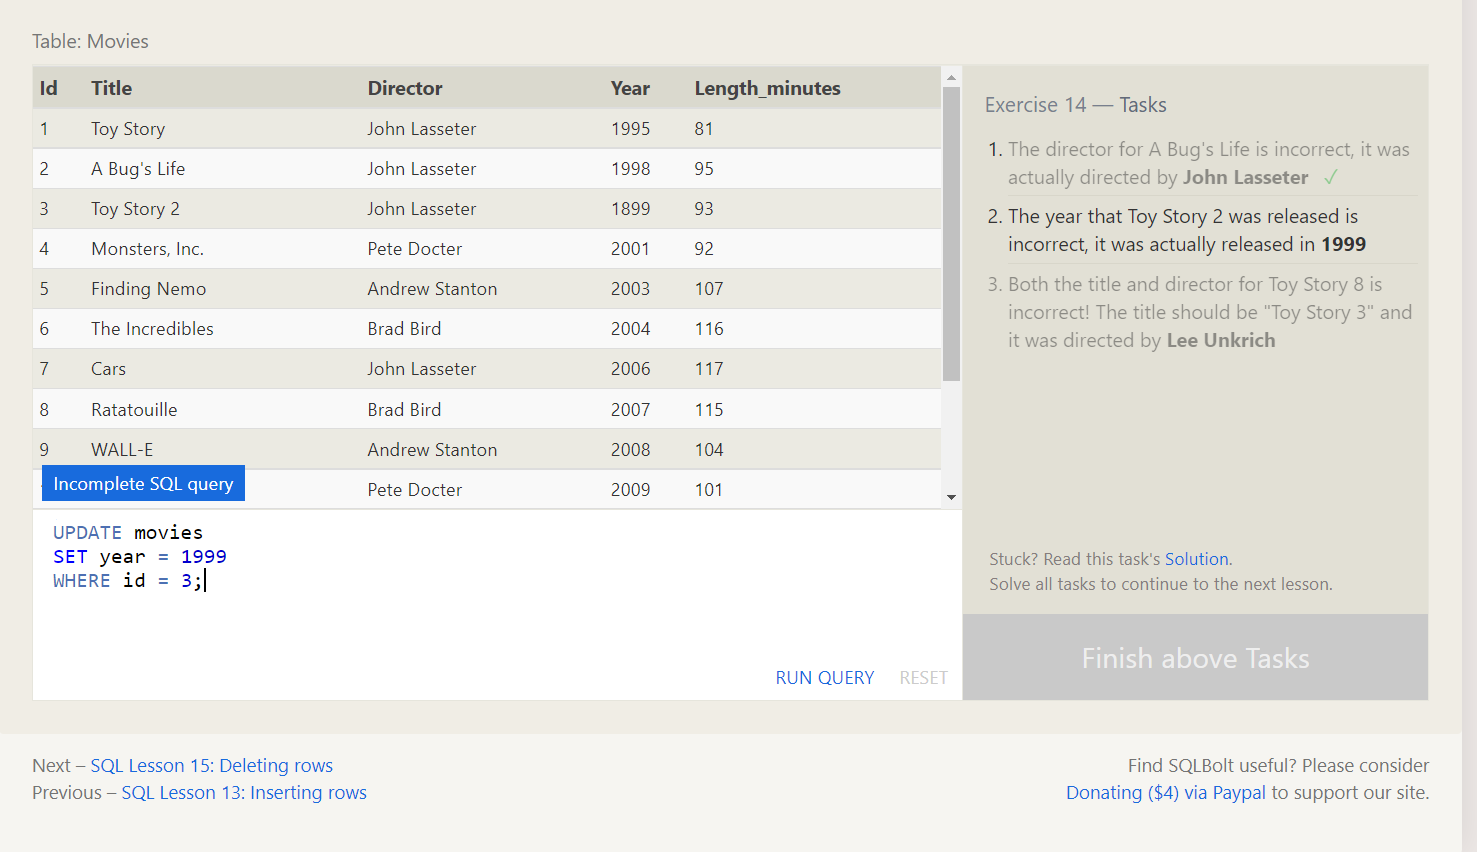 Table: Movies
Id Title Director Year Length_minutes
1 Toy Story John Lasseter 1995 81
2 A Bug's Life John Lasseter 1998 95
3 Toy Story 2 John Lasseter 1899 93
4 Monsters, Inc. Pete Docter 2001 92
5 Finding Nemo Andrew Stanton 2003 107
6 The Incredibles Brad Bird 2004 116
7 Cars John Lasseter 2006 117
8 Ratatouille Brad Bird 2007 115
9 WALL-E Andrew Stanton 2008 104
Pete Docter 2009 101
Incomplete SQL query
UPDATE movies
SET year = 1999
WHERE id = 3;
RUN QUERY RESET
Exercise 14 — Tasks
1. The director for A Bug's Life is incorrect, it was
actually directed by John Lasseter ✓
2. The year that Toy Story 2 was released is
incorrect, it was actually released in 1999
3. Both the title and director for Toy Story 8 is
incorrect! The title should be "Toy Story 3" and
it was directed by Lee Unkrich
Stuck? Read this task's Solution.
Solve all tasks to continue to the next lesson.
Finish above Tasks
Next – SQL Lesson 15: Deleting rows
Previous – SQL Lesson 13: Inserting rows
Find SQLBolt useful? Please consider
Donating ($4) via Paypal to support our site.